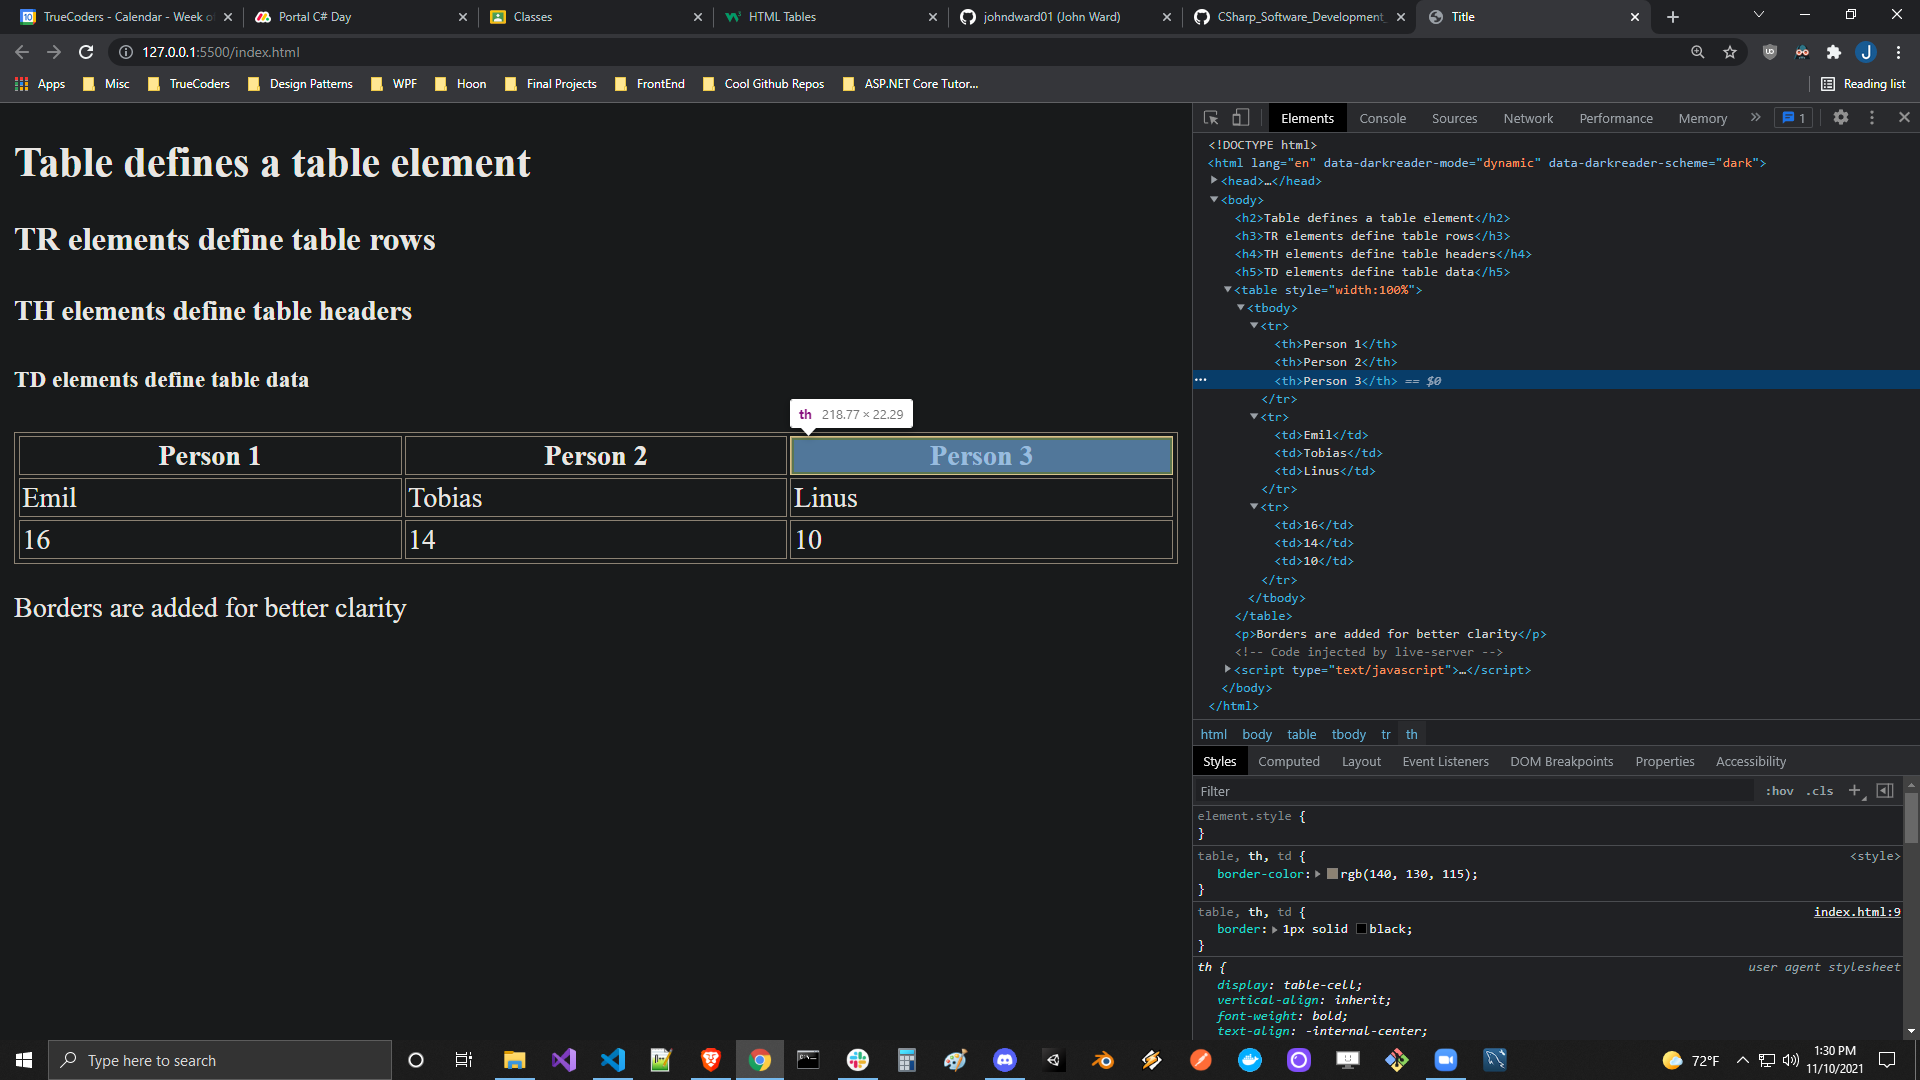 TrueCoders - Calendar - Week o
Portal C# Day
Classes
HTML Tables
johndward01 (John Ward)
CSharp_Software_Development_
Title
127.0.0.1:5500/index.html
J
Apps
Misc
TrueCoders
Design Patterns
WPF
Hoon
Final Projects
FrontEnd
Cool Github Repos
ASP.NET Core Tutor...
Reading list
Table defines a table element
TR elements define table rows
TH elements define table headers
TD elements define table data
th 218.77 × 22.29
Person 1 Person 2 Person 3
Emil Tobias Linus
16 14 10
Borders are added for better clarity
Elements Console Sources Network Performance Memory » 1
<!DOCTYPE html>
<html lang="en" data-darkreader-mode="dynamic" data-darkreader-scheme="dark">
<head>…</head>
<body>
<h2>Table defines a table element</h2>
<h3>TR elements define table rows</h3>
<h4>TH elements define table headers</h4>
<h5>TD elements define table data</h5>
<table style="width:100%">
<tbody>
<tr>
<th>Person 1</th>
<th>Person 2</th>
<th>Person 3</th> == $0
</tr>
<tr>
<td>Emil</td>
<td>Tobias</td>
<td>Linus</td>
</tr>
<tr>
<td>16</td>
<td>14</td>
<td>10</td>
</tr>
</tbody>
</table>
<p>Borders are added for better clarity</p>
<!-- Code injected by live-server -->
<script type="text/javascript">…</script>
</body>
</html>
html body table tbody tr th
Styles Computed Layout Event Listeners DOM Breakpoints Properties Accessibility
Filter :hov .cls +
element.style {
}
table, th, td { <style>
border-color: rgb(140, 130, 115);
}
table, th, td { index.html:9
border: 1px solid black;
}
th { user agent stylesheet
display: table-cell;
vertical-align: inherit;
font-weight: bold;
text-align: -internal-center;
Type here to search
72°F
1:30 PM
11/10/2021